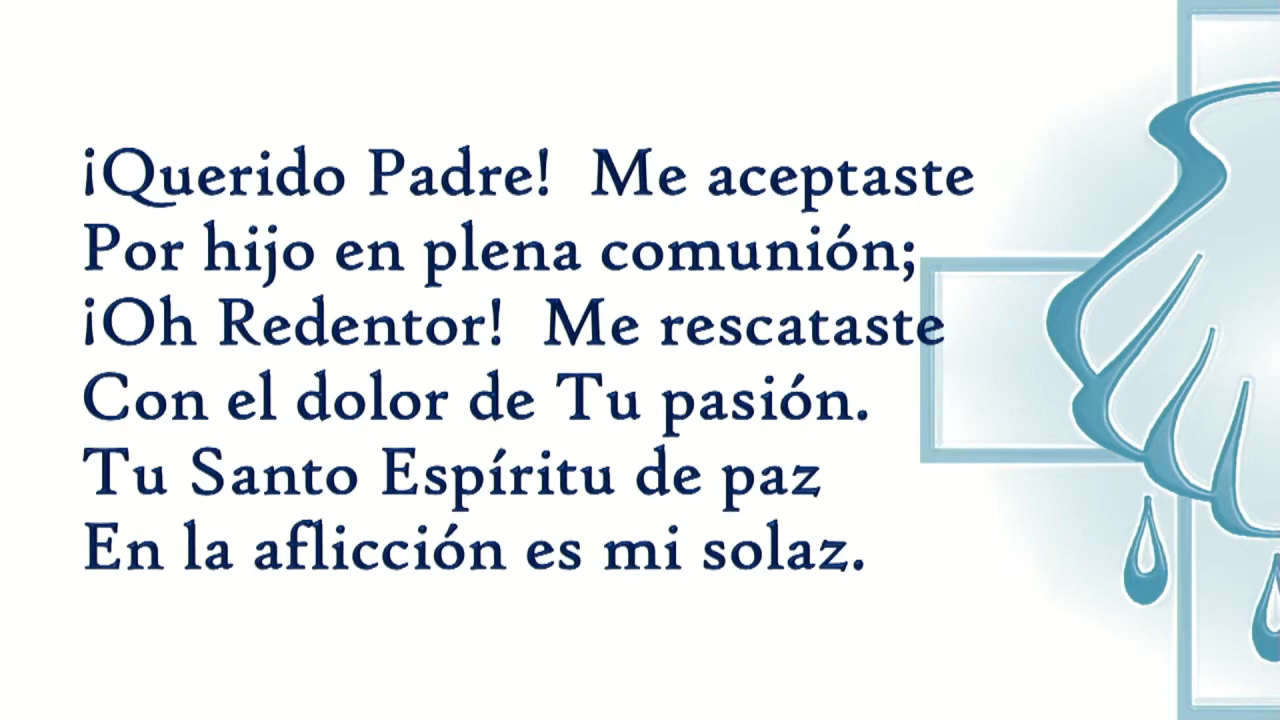 ¡Querido Padre!  Me aceptaste
Por hijo en plena comunión;
¡Oh Redentor!  Me rescataste
Con el dolor de Tu pasión.
Tu Santo Espíritu de paz
En la aflicción es mi solaz.